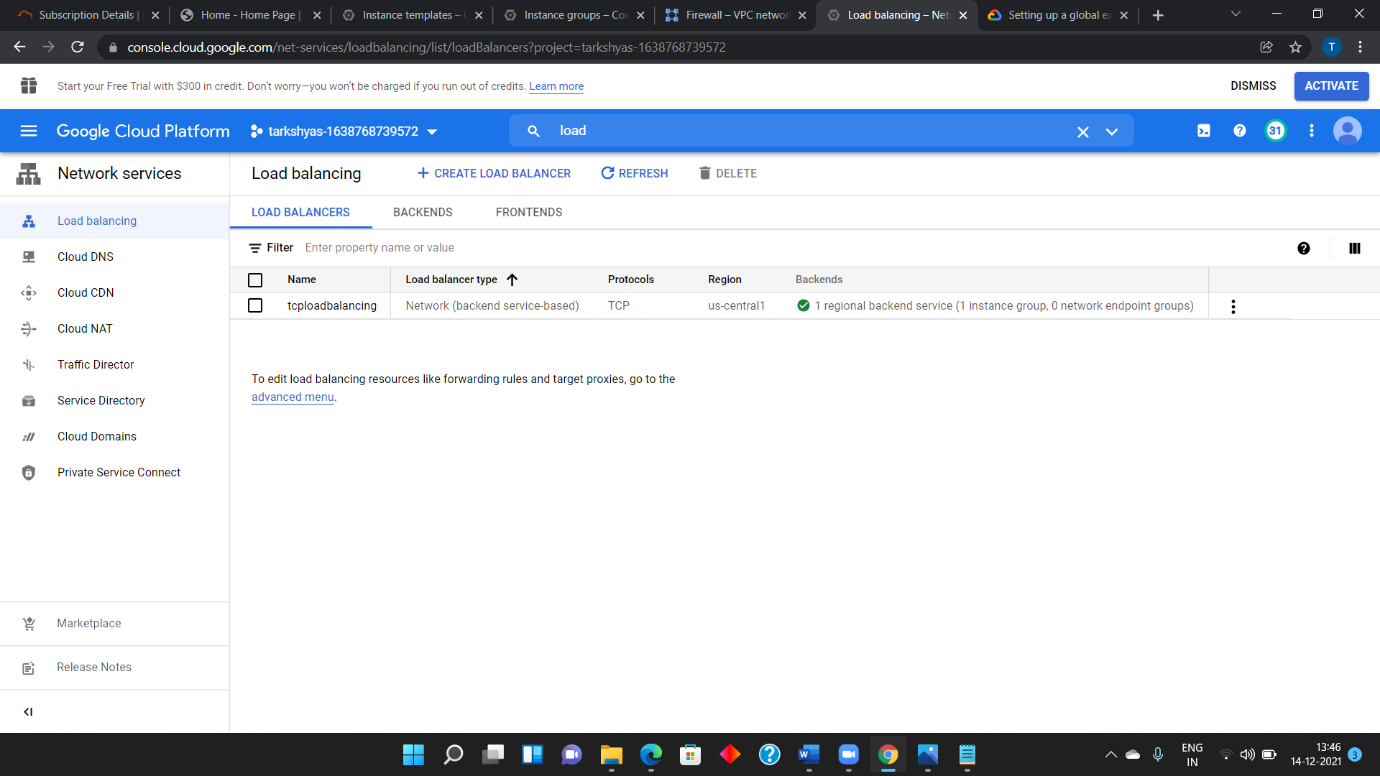 Subscription Details |
Home - Home Page |
Instance templates –
Instance groups – Co
Firewall – VPC networ
Load balancing – Net
Setting up a global e
console.cloud.google.com/net-services/loadbalancing/list/loadBalancers?project=tarkshyas-1638768739572
T
Start your Free Trial with $300 in credit. Don't worry—you won't be charged if you run out of credits. Learn more
DISMISS
ACTIVATE
Google Cloud Platform
tarkshyas-1638768739572
load
31
Network services
Load balancing
CREATE LOAD BALANCER
REFRESH
DELETE
Load balancing
Cloud DNS
Cloud CDN
Cloud NAT
Traffic Director
Service Directory
Cloud Domains
Private Service Connect
Marketplace
Release Notes
LOAD BALANCERS
BACKENDS
FRONTENDS
Filter Enter property name or value
Name Load balancer type Protocols Region Backends
tcploadbalancing Network (backend service-based) TCP us-central1 1 regional backend service (1 instance group, 0 network endpoint groups)
To edit load balancing resources like forwarding rules and target proxies, go to the
advanced menu.
ENG
IN
13:46
14-12-2021
3